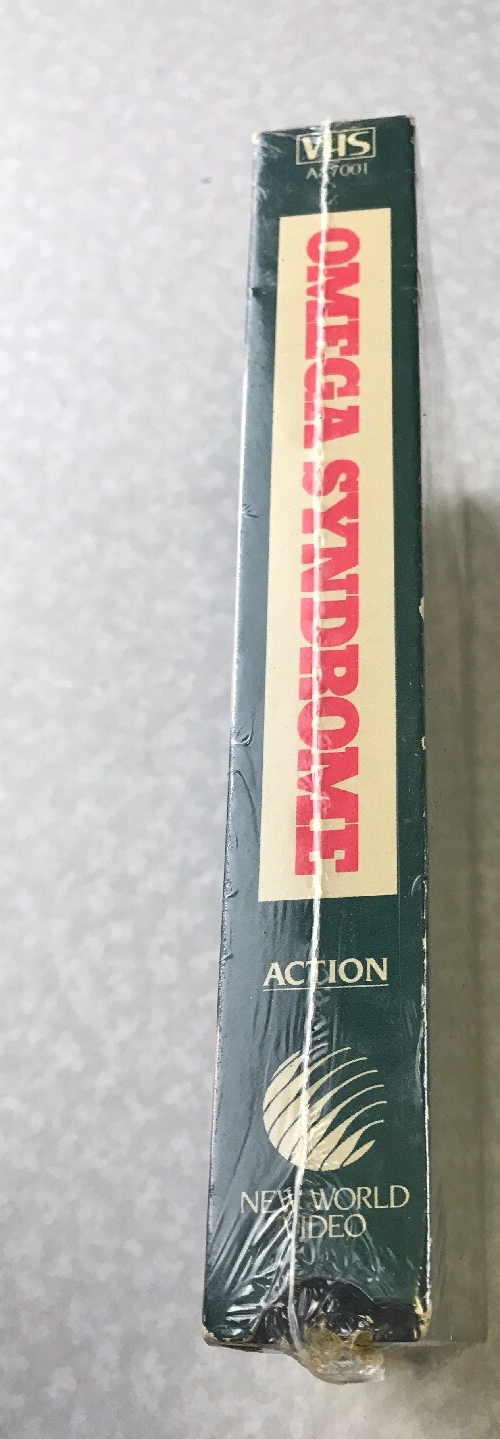 VHS
OMEGA SYNDROME
ACTION
NEW WORLD
VIDEO